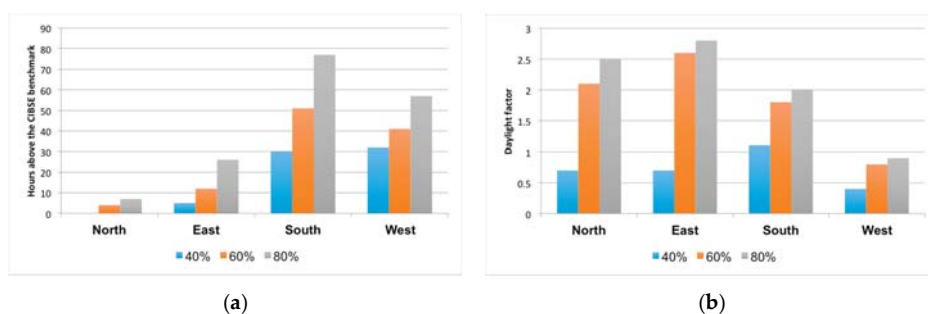 Hours above the CIBSE benchmark
90
80
70
60
50
40
30
20
10
0
North East South West
40% 60% 80%
(a)
Daylight factor
3
2.5
2
1.5
1
0.5
0
North East South West
40% 60% 80%
(b)